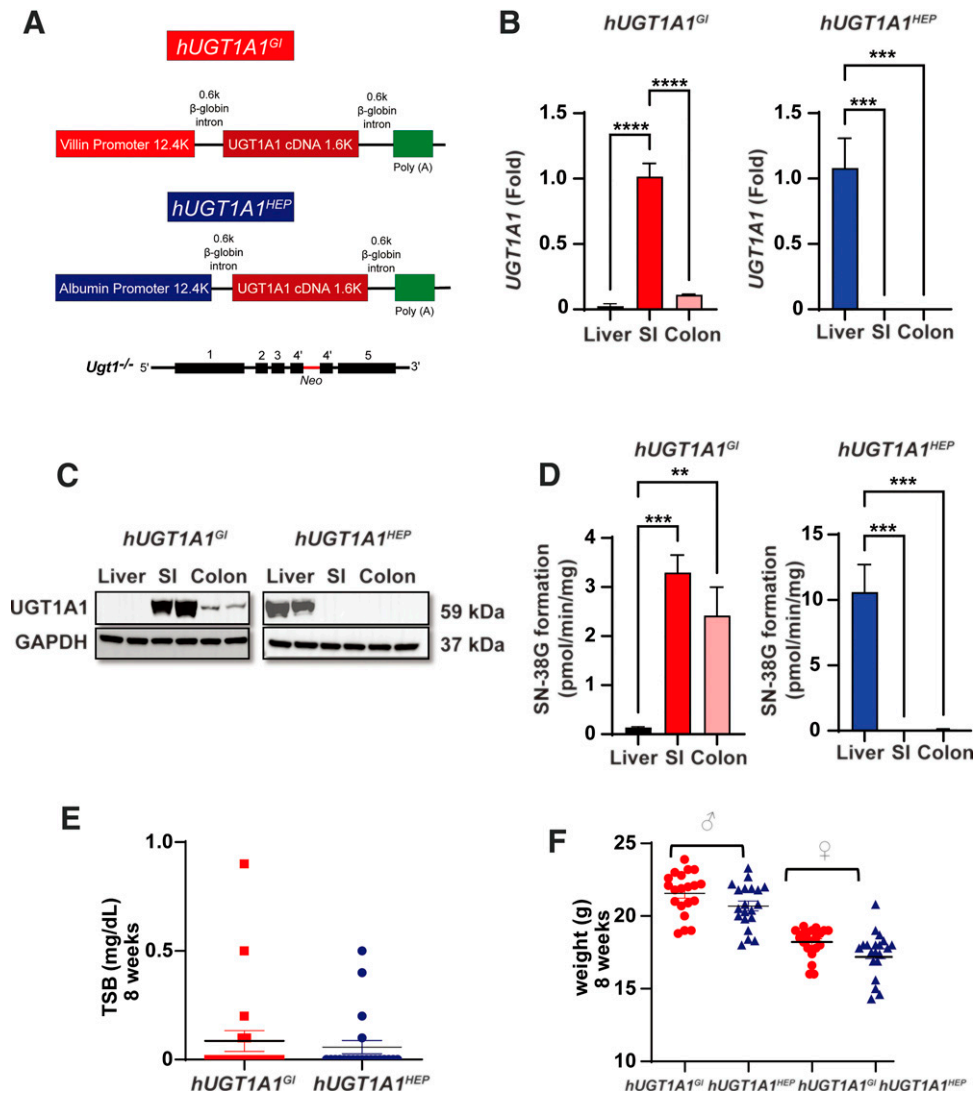 A
hUGT1A1GI
0.6k
β-globin
intron
0.6k
β-globin
intron
Villin Promoter 12.4K
UGT1A1 cDNA 1.6K
Poly (A)
hUGT1A1HEP
0.6k
β-globin
intron
0.6k
β-globin
intron
Albumin Promoter 12.4K
UGT1A1 cDNA 1.6K
Poly (A)
Ugt1-/- 5' 1 2 3 4' 4' 5 3'
Neo
B
hUGT1A1GI
UGT1A1 (Fold)
1.5
1.0
0.5
0
****
****
Liver SI Colon
hUGT1A1HEP
UGT1A1 (Fold)
1.5
1.0
0.5
0
***
***
Liver SI Colon
C
hUGT1A1GI hUGT1A1HEP
Liver SI Colon Liver SI Colon
UGT1A1 59 kDa
GAPDH 37 kDa
D
hUGT1A1GI
SN-38G formation
(pmol/min/mg)
4
3
2
1
0
**
***
Liver SI Colon
hUGT1A1HEP
SN-38G formation
(pmol/min/mg)
15
10
5
0
***
***
Liver SI Colon
E
TSB (mg/dL)
8 weeks
1.0
0.5
0
hUGT1A1GI hUGT1A1HEP
F
♂
♀
weight (g)
8 weeks
25
20
15
10
hUGT1A1GI hUGT1A1HEP hUGT1A1GI hUGT1A1HEP